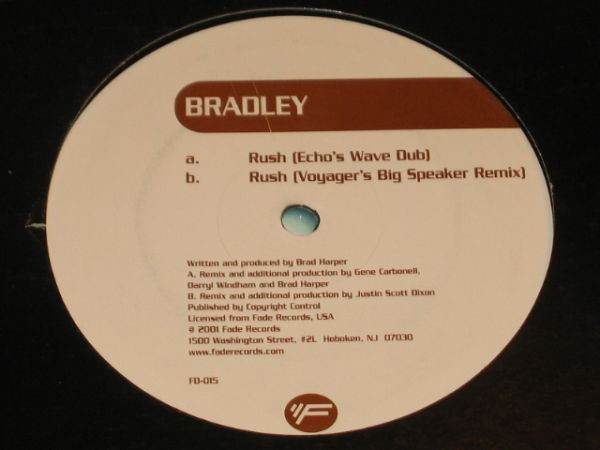 BRADLEY
a. Rush (Echo's Wave Dub)
b. Rush (Voyager's Big Speaker Remix)
Written and produced by Brad Harper
A. Remix and additional production by Gene Carbonell,
Darryl Windham and Brad Harper
B. Remix and additional production by Justin Scott Dixon
Published by Copyright Control
Licensed from Fade Records, USA
℗ 2001 Fade Records
1500 Washington Street, #2L Hoboken, NJ 07030
www.faderecords.com
FD-015
F